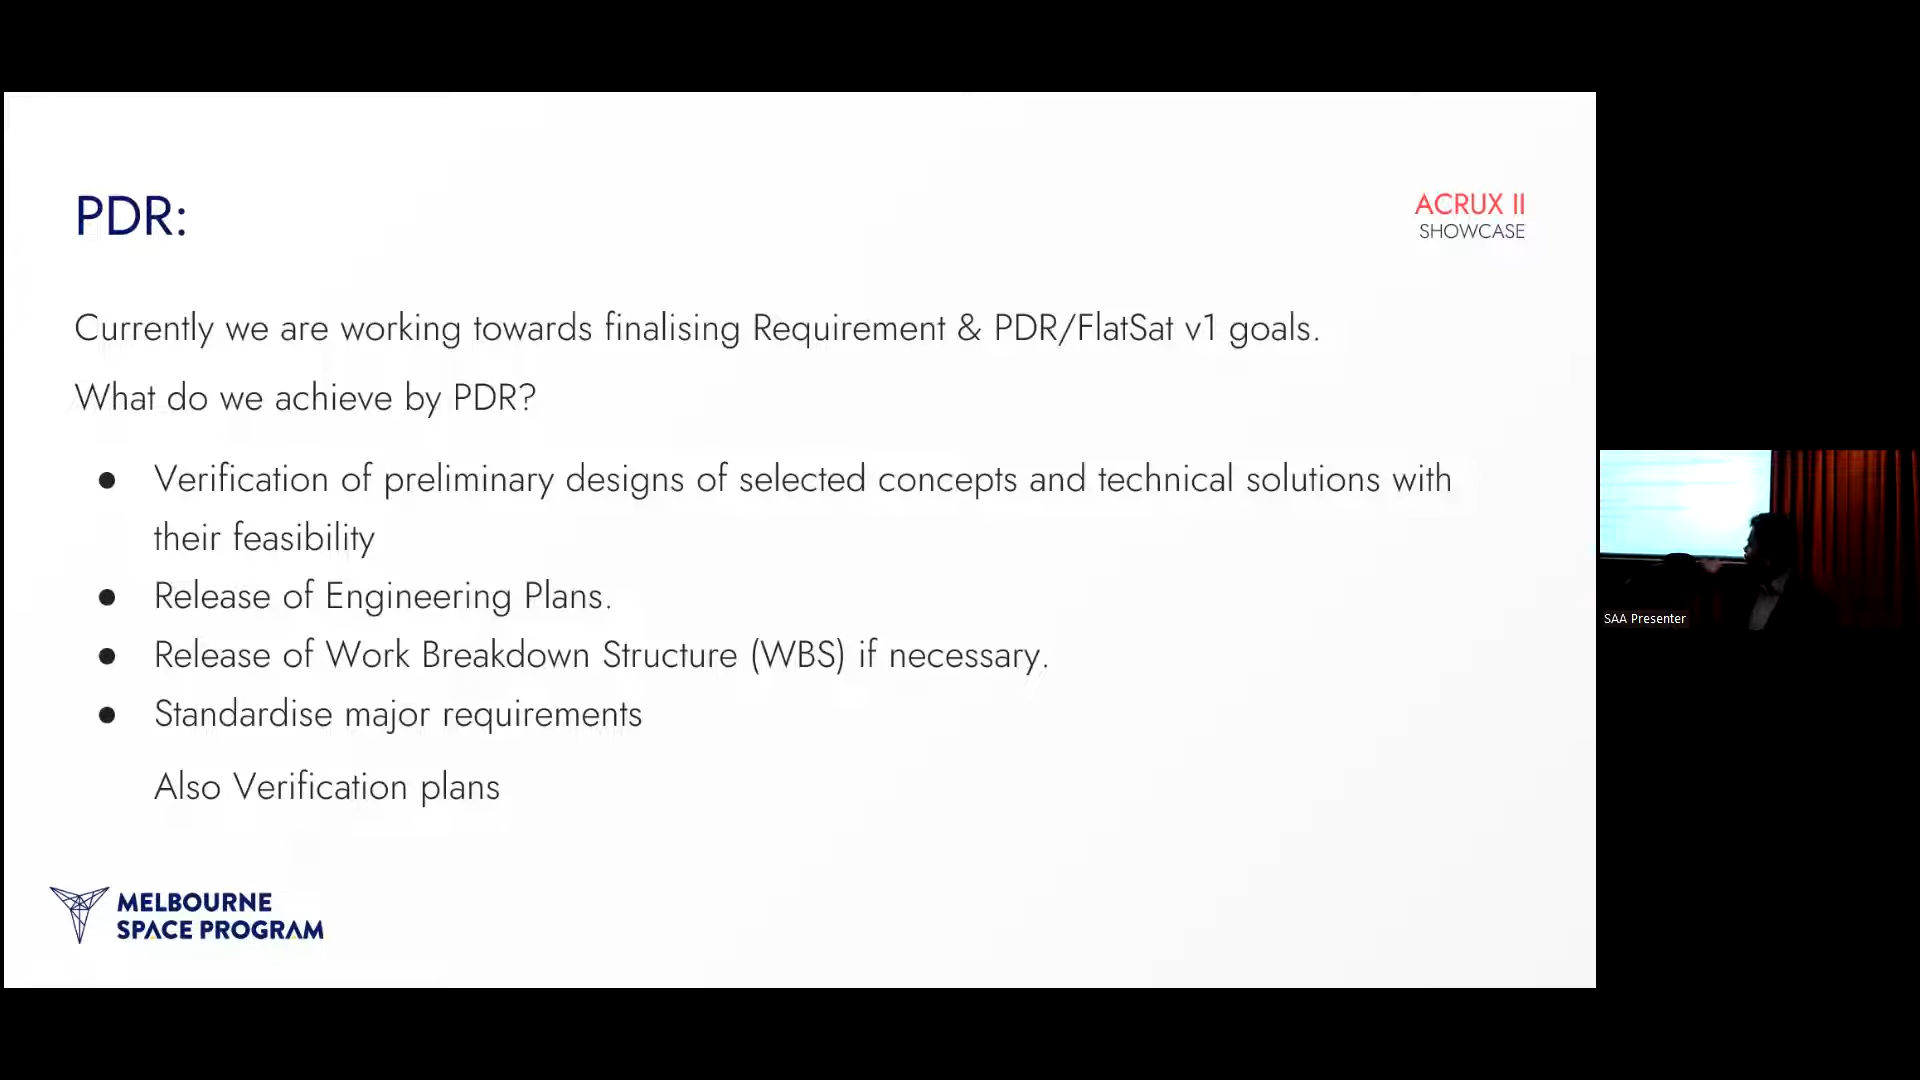 PDR:
ACRUX II
SHOWCASE
Currently we are working towards finalising Requirement & PDR/FlatSat v1 goals.
What do we achieve by PDR?
● Verification of preliminary designs of selected concepts and technical solutions with
their feasibility
● Release of Engineering Plans.
● Release of Work Breakdown Structure (WBS) if necessary.
● Standardise major requirements
Also Verification plans
MELBOURNE
SPACE PROGRAM
SAA Presenter